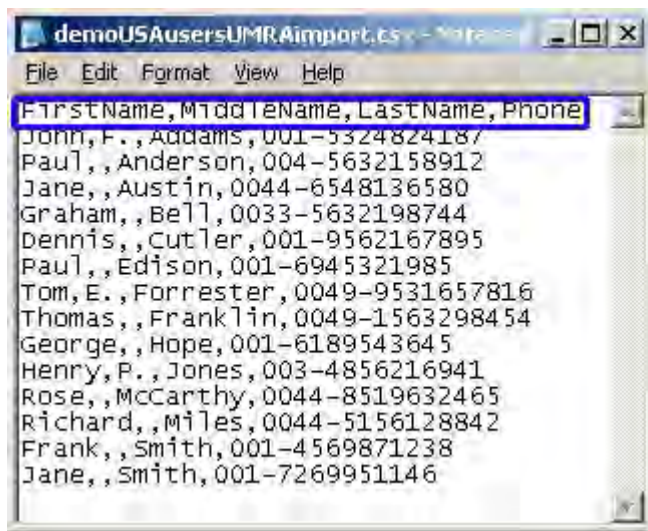 demoUSAusersUMRAimport.csv - Notepad
File Edit Format View Help
FirstName,MiddleName,LastName,Phone
John,F.,Addams,001-5324824187
Paul,,Anderson,004-5632158912
Jane,,Austin,0044-6548136580
Graham,,Bell,0033-5632198744
Dennis,,Cutler,001-9562167895
Paul,,Edison,001-6945321985
Tom,E.,Forrester,0049-9531657816
Thomas,,Franklin,0049-1563298454
George,,Hope,001-6189543645
Henry,P.,Jones,003-4856216941
Rose,,McCarthy,0044-8519632465
Richard,,Miles,0044-5156128842
Frank,,Smith,001-4569871238
Jane,,Smith,001-7269951146